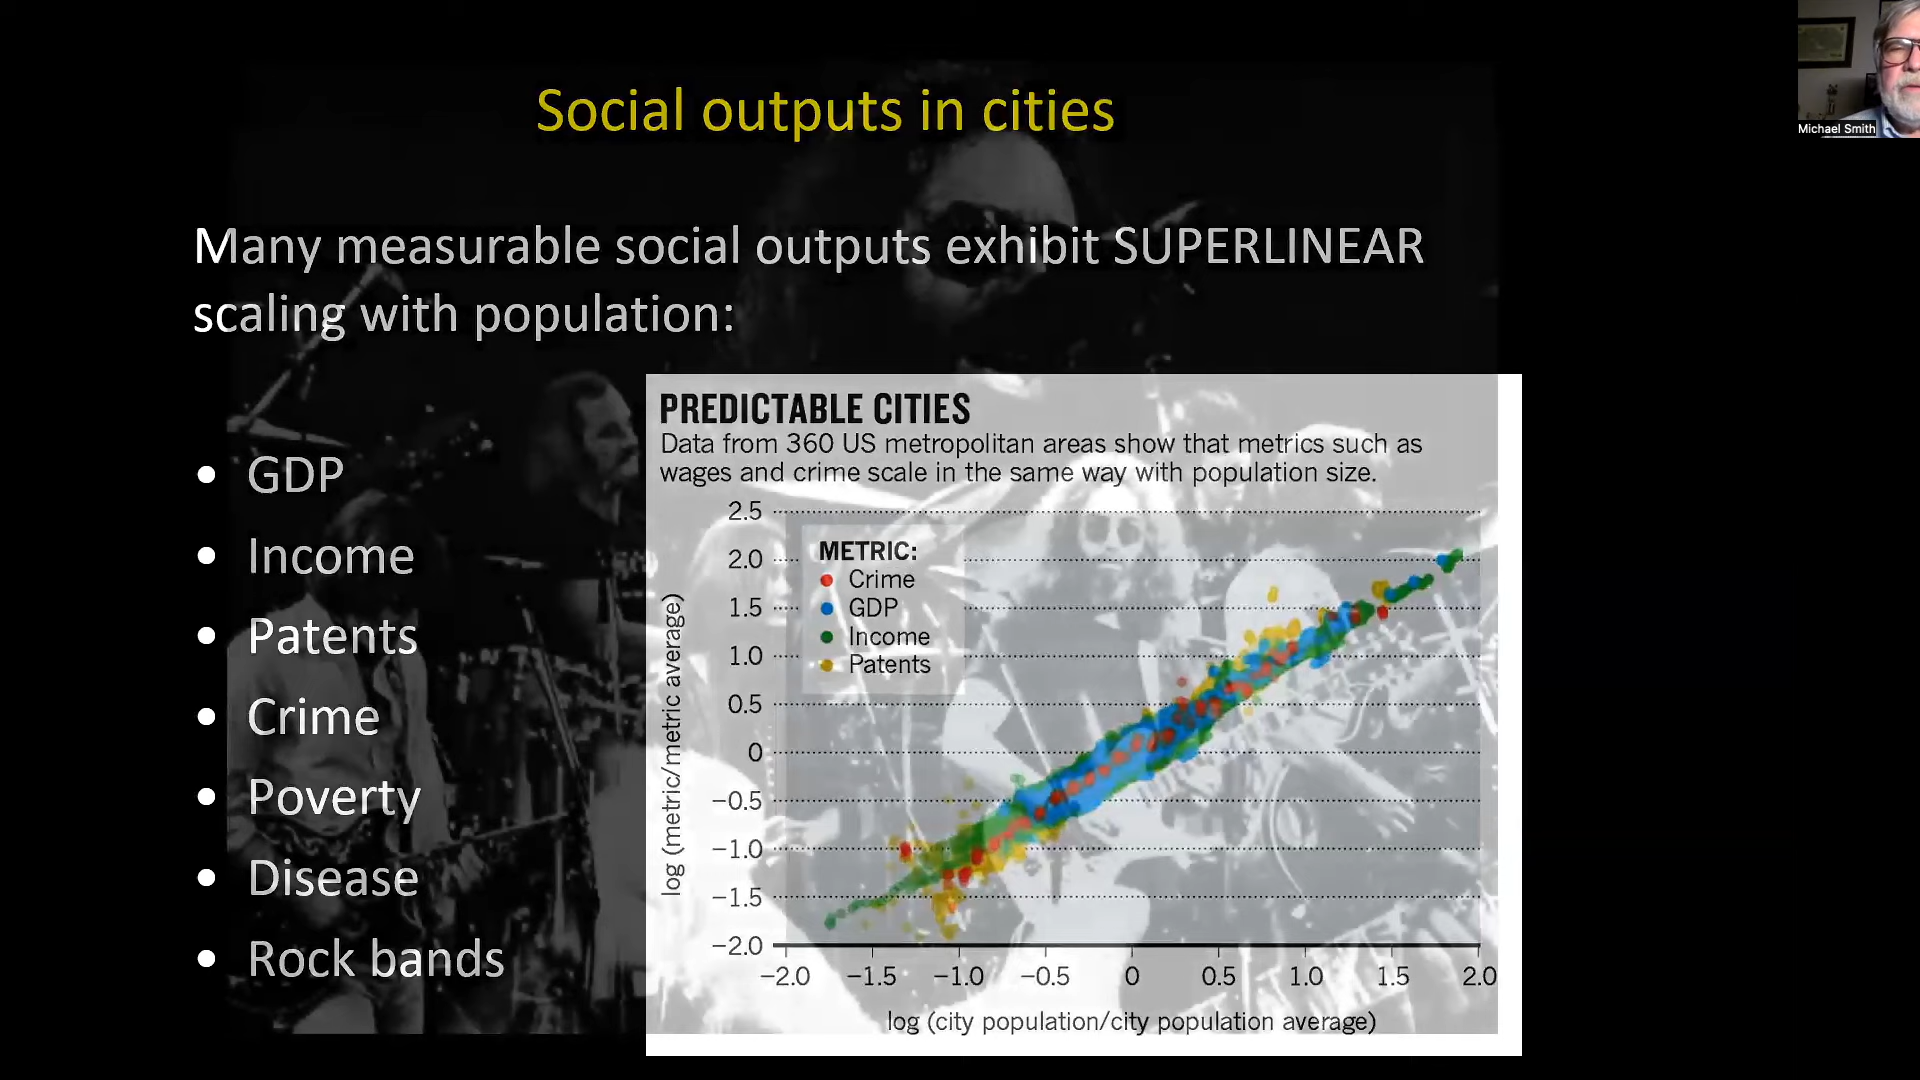 Social outputs in cities
Michael Smith
Many measurable social outputs exhibit SUPERLINEAR
scaling with population:
• GDP
• Income
• Patents
• Crime
• Poverty
• Disease
• Rock bands
PREDICTABLE CITIES
Data from 360 US metropolitan areas show that metrics such as
wages and crime scale in the same way with population size.
METRIC:
Crime
GDP
Income
Patents
log (metric/metric average)
2.5
2.0
1.5
1.0
0.5
0
−0.5
−1.0
−1.5
−2.0
−2.0 −1.5 −1.0 −0.5 0 0.5 1.0 1.5 2.0
log (city population/city population average)